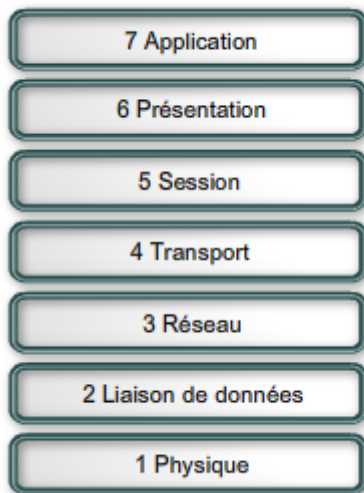 7 Application
6 Présentation
5 Session
4 Transport
3 Réseau
2 Liaison de données
1 Physique